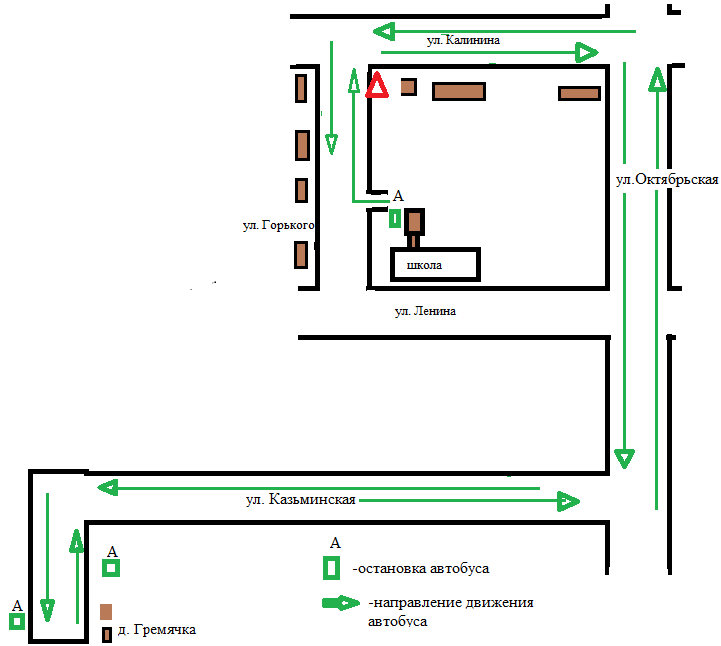 ул. Калинина
ул.Октябрьская
А
ул. Горького
школа
ул. Ленина
ул. Казьминская
А
А
-остановка автобуса
А
-направление движения
автобуса
д. Гремячка